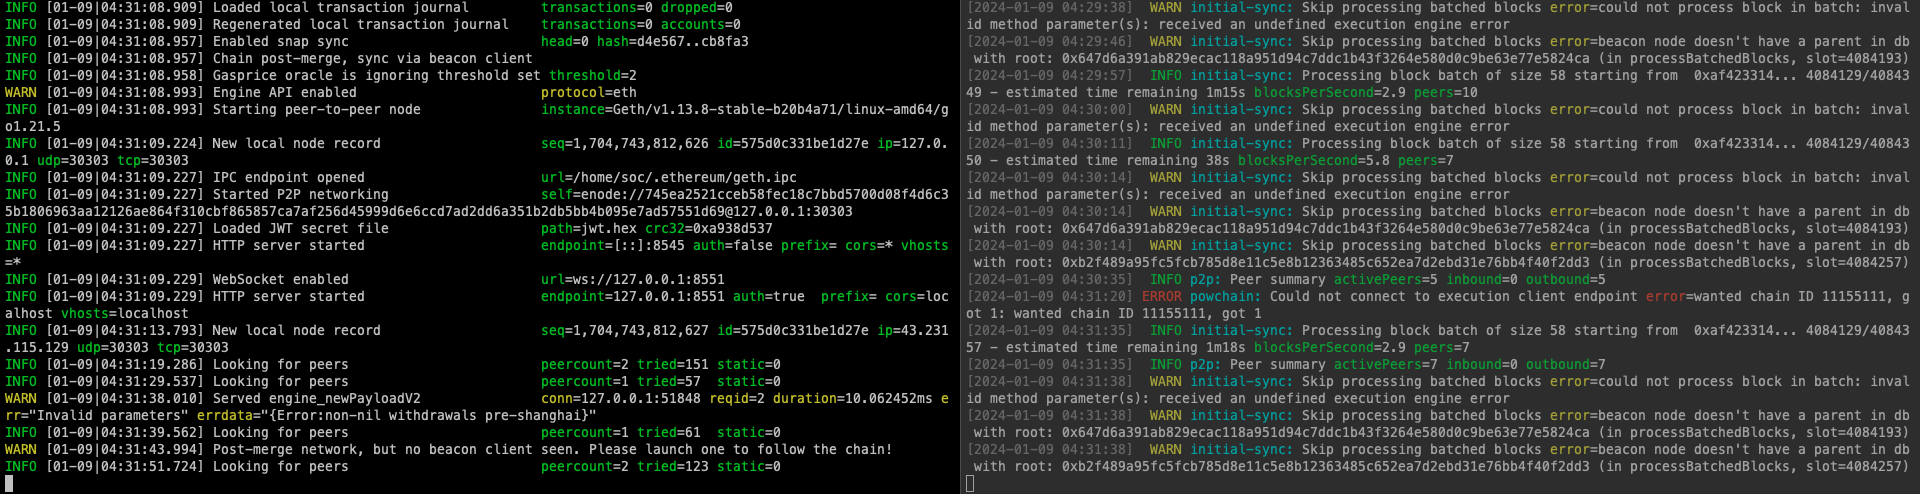 INFO [01-09|04:31:08.909] Loaded local transaction journal transactions=0 dropped=0
INFO [01-09|04:31:08.909] Regenerated local transaction journal transactions=0 accounts=0
INFO [01-09|04:31:08.957] Enabled snap sync head=0 hash=d4e567..cb8fa3
INFO [01-09|04:31:08.957] Chain post-merge, sync via beacon client
INFO [01-09|04:31:08.958] Gasprice oracle is ignoring threshold set threshold=2
WARN [01-09|04:31:08.993] Engine API enabled protocol=eth
INFO [01-09|04:31:08.993] Starting peer-to-peer node instance=Geth/v1.13.8-stable-b20b4a71/linux-amd64/g
o1.21.5
INFO [01-09|04:31:09.224] New local node record seq=1,704,743,812,626 id=575d0c331be1d27e ip=127.0.
0.1 udp=30303 tcp=30303
INFO [01-09|04:31:09.227] IPC endpoint opened url=/home/soc/.ethereum/geth.ipc
INFO [01-09|04:31:09.227] Started P2P networking self=enode://745ea2521cceb58fec18c7bbd5700d08f4d6c3
5b1806963aa12126ae864f310cbf865857ca7af256d45999d6e6ccd7ad2dd6a351b2db5bb4b095e7ad57551d69@127.0.0.1:30303
INFO [01-09|04:31:09.227] Loaded JWT secret file path=jwt.hex crc32=0xa938d537
INFO [01-09|04:31:09.227] HTTP server started endpoint=[::]:8545 auth=false prefix= cors=* vhosts
=*
INFO [01-09|04:31:09.229] WebSocket enabled url=ws://127.0.0.1:8551
INFO [01-09|04:31:09.229] HTTP server started endpoint=127.0.0.1:8551 auth=true  prefix= cors=loc
alhost vhosts=localhost
INFO [01-09|04:31:13.793] New local node record seq=1,704,743,812,627 id=575d0c331be1d27e ip=43.231
.115.129 udp=30303 tcp=30303
INFO [01-09|04:31:19.286] Looking for peers peercount=2 tried=151 static=0
INFO [01-09|04:31:29.537] Looking for peers peercount=1 tried=57  static=0
WARN [01-09|04:31:38.010] Served engine_newPayloadV2 conn=127.0.0.1:51848 reqid=2 duration=10.062452ms e
rr="Invalid parameters" errdata="{Error:non-nil withdrawals pre-shanghai}"
INFO [01-09|04:31:39.562] Looking for peers peercount=1 tried=61  static=0
WARN [01-09|04:31:43.994] Post-merge network, but no beacon client seen. Please launch one to follow the chain!
INFO [01-09|04:31:51.724] Looking for peers peercount=2 tried=123 static=0
[2024-01-09 04:29:38]  WARN initial-sync: Skip processing batched blocks error=could not process block in batch: inval
id method parameter(s): received an undefined execution engine error
[2024-01-09 04:29:46]  WARN initial-sync: Skip processing batched blocks error=beacon node doesn't have a parent in db
 with root: 0x647d6a391ab829ecac118a951d94c7ddc1b43f3264e580d0c9be63e77e5824ca (in processBatchedBlocks, slot=4084193)
[2024-01-09 04:29:57]  INFO initial-sync: Processing block batch of size 58 starting from  0xaf423314... 4084129/40843
49 - estimated time remaining 1m15s blocksPerSecond=2.9 peers=10
[2024-01-09 04:30:00]  WARN initial-sync: Skip processing batched blocks error=could not process block in batch: inval
id method parameter(s): received an undefined execution engine error
[2024-01-09 04:30:11]  INFO initial-sync: Processing block batch of size 58 starting from  0xaf423314... 4084129/40843
50 - estimated time remaining 38s blocksPerSecond=5.8 peers=7
[2024-01-09 04:30:14]  WARN initial-sync: Skip processing batched blocks error=could not process block in batch: inval
id method parameter(s): received an undefined execution engine error
[2024-01-09 04:30:14]  WARN initial-sync: Skip processing batched blocks error=beacon node doesn't have a parent in db
 with root: 0x647d6a391ab829ecac118a951d94c7ddc1b43f3264e580d0c9be63e77e5824ca (in processBatchedBlocks, slot=4084193)
[2024-01-09 04:30:14]  WARN initial-sync: Skip processing batched blocks error=beacon node doesn't have a parent in db
 with root: 0xb2f489a95fc5fcb785d8e11c5e8b12363485c652ea7d2ebd31e76bb4f40f2dd3 (in processBatchedBlocks, slot=4084257)
[2024-01-09 04:30:35]  INFO p2p: Peer summary activePeers=5 inbound=0 outbound=5
[2024-01-09 04:31:20] ERROR powchain: Could not connect to execution client endpoint error=wanted chain ID 11155111, g
ot 1: wanted chain ID 11155111, got 1
[2024-01-09 04:31:35]  INFO initial-sync: Processing block batch of size 58 starting from  0xaf423314... 4084129/40843
57 - estimated time remaining 1m18s blocksPerSecond=2.9 peers=7
[2024-01-09 04:31:35]  INFO p2p: Peer summary activePeers=7 inbound=0 outbound=7
[2024-01-09 04:31:38]  WARN initial-sync: Skip processing batched blocks error=could not process block in batch: inval
id method parameter(s): received an undefined execution engine error
[2024-01-09 04:31:38]  WARN initial-sync: Skip processing batched blocks error=beacon node doesn't have a parent in db
 with root: 0x647d6a391ab829ecac118a951d94c7ddc1b43f3264e580d0c9be63e77e5824ca (in processBatchedBlocks, slot=4084193)
[2024-01-09 04:31:38]  WARN initial-sync: Skip processing batched blocks error=beacon node doesn't have a parent in db
 with root: 0xb2f489a95fc5fcb785d8e11c5e8b12363485c652ea7d2ebd31e76bb4f40f2dd3 (in processBatchedBlocks, slot=4084257)